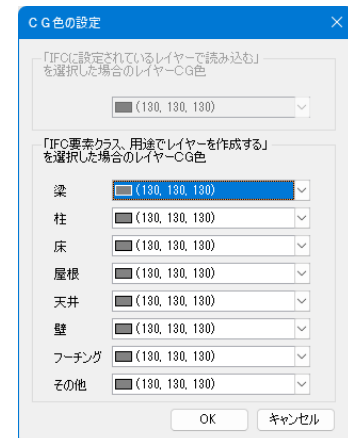 ＣＧ色の設定
「IFCに設定されているレイヤーで読み込む」
を選択した場合のレイヤーCG色
(130, 130, 130)
「IFC要素クラス、用途でレイヤーを作成する」
を選択した場合のレイヤーCG色
梁 (130, 130, 130)
柱 (130, 130, 130)
床 (130, 130, 130)
屋根 (130, 130, 130)
天井 (130, 130, 130)
壁 (130, 130, 130)
フーチング (130, 130, 130)
その他 (130, 130, 130)
OK キャンセル